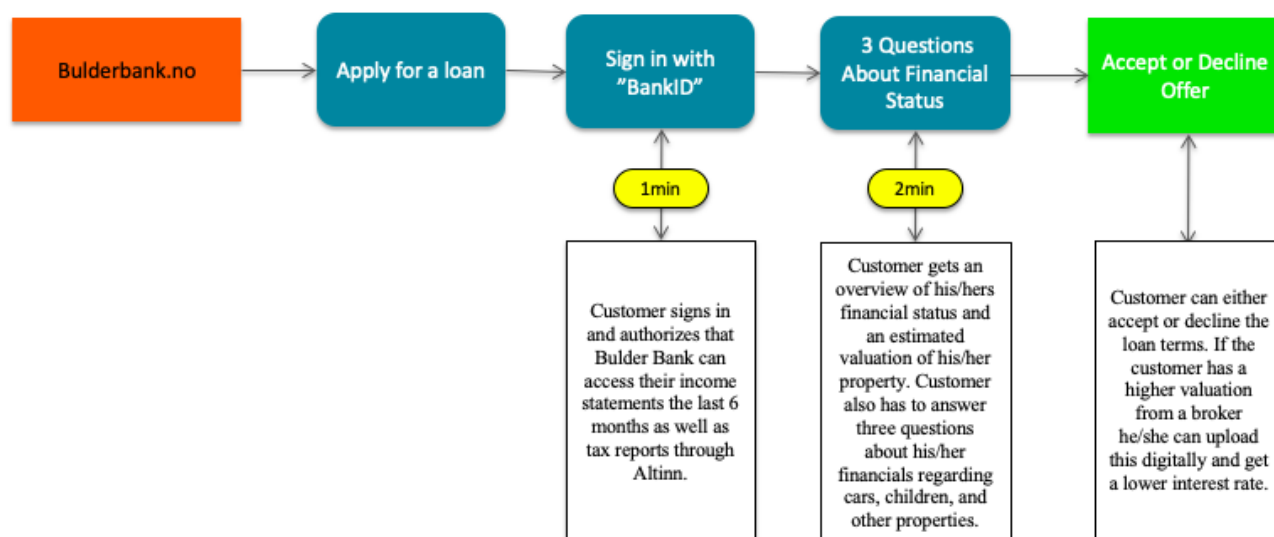 Bulderbank.no
Apply for a loan
Sign in with
"BankID"
3 Questions
About Financial
Status
Accept or Decline
Offer
1min
2min
Customer signs in
and authorizes that
Bulder Bank can
access their income
statements the last 6
months as well as
tax reports through
Altinn.
Customer gets an
overview of his/hers
financial status and
an estimated
valuation of his/her
property. Customer
also has to answer
three questions
about his/her
financials regarding
cars, children, and
other properties.
Customer can either
accept or decline the
loan terms. If the
customer has a
higher valuation
from a broker
he/she can upload
this digitally and get
a lower interest rate.